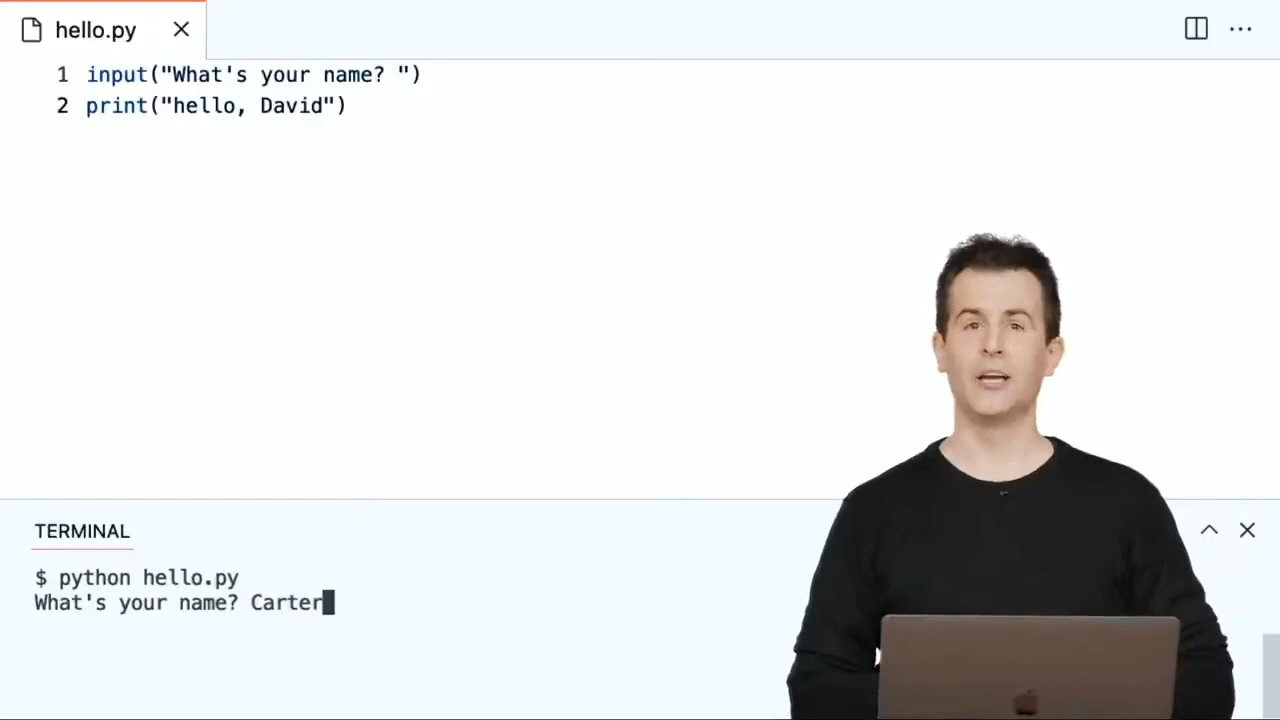 hello.py
1 input("What's your name? ")
2 print("hello, David")
TERMINAL
$ python hello.py
What's your name? Carter